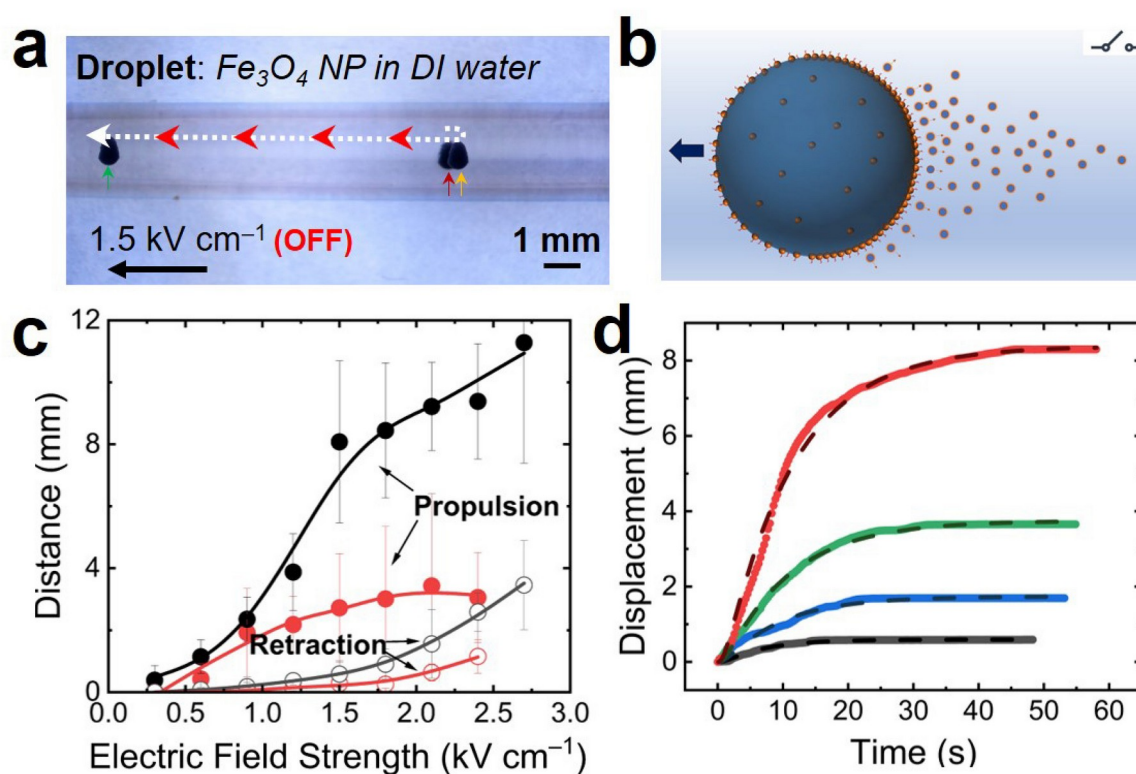 a
Droplet: Fe₃O₄ NP in DI water
1.5 kV cm⁻¹ (OFF)
1 mm
b
c
12
8
4
0
Distance (mm)
Propulsion
Retraction
0.0 0.5 1.0 1.5 2.0 2.5 3.0
Electric Field Strength (kV cm⁻¹)
d
8
6
4
2
0
Displacement (mm)
0 10 20 30 40 50 60
Time (s)